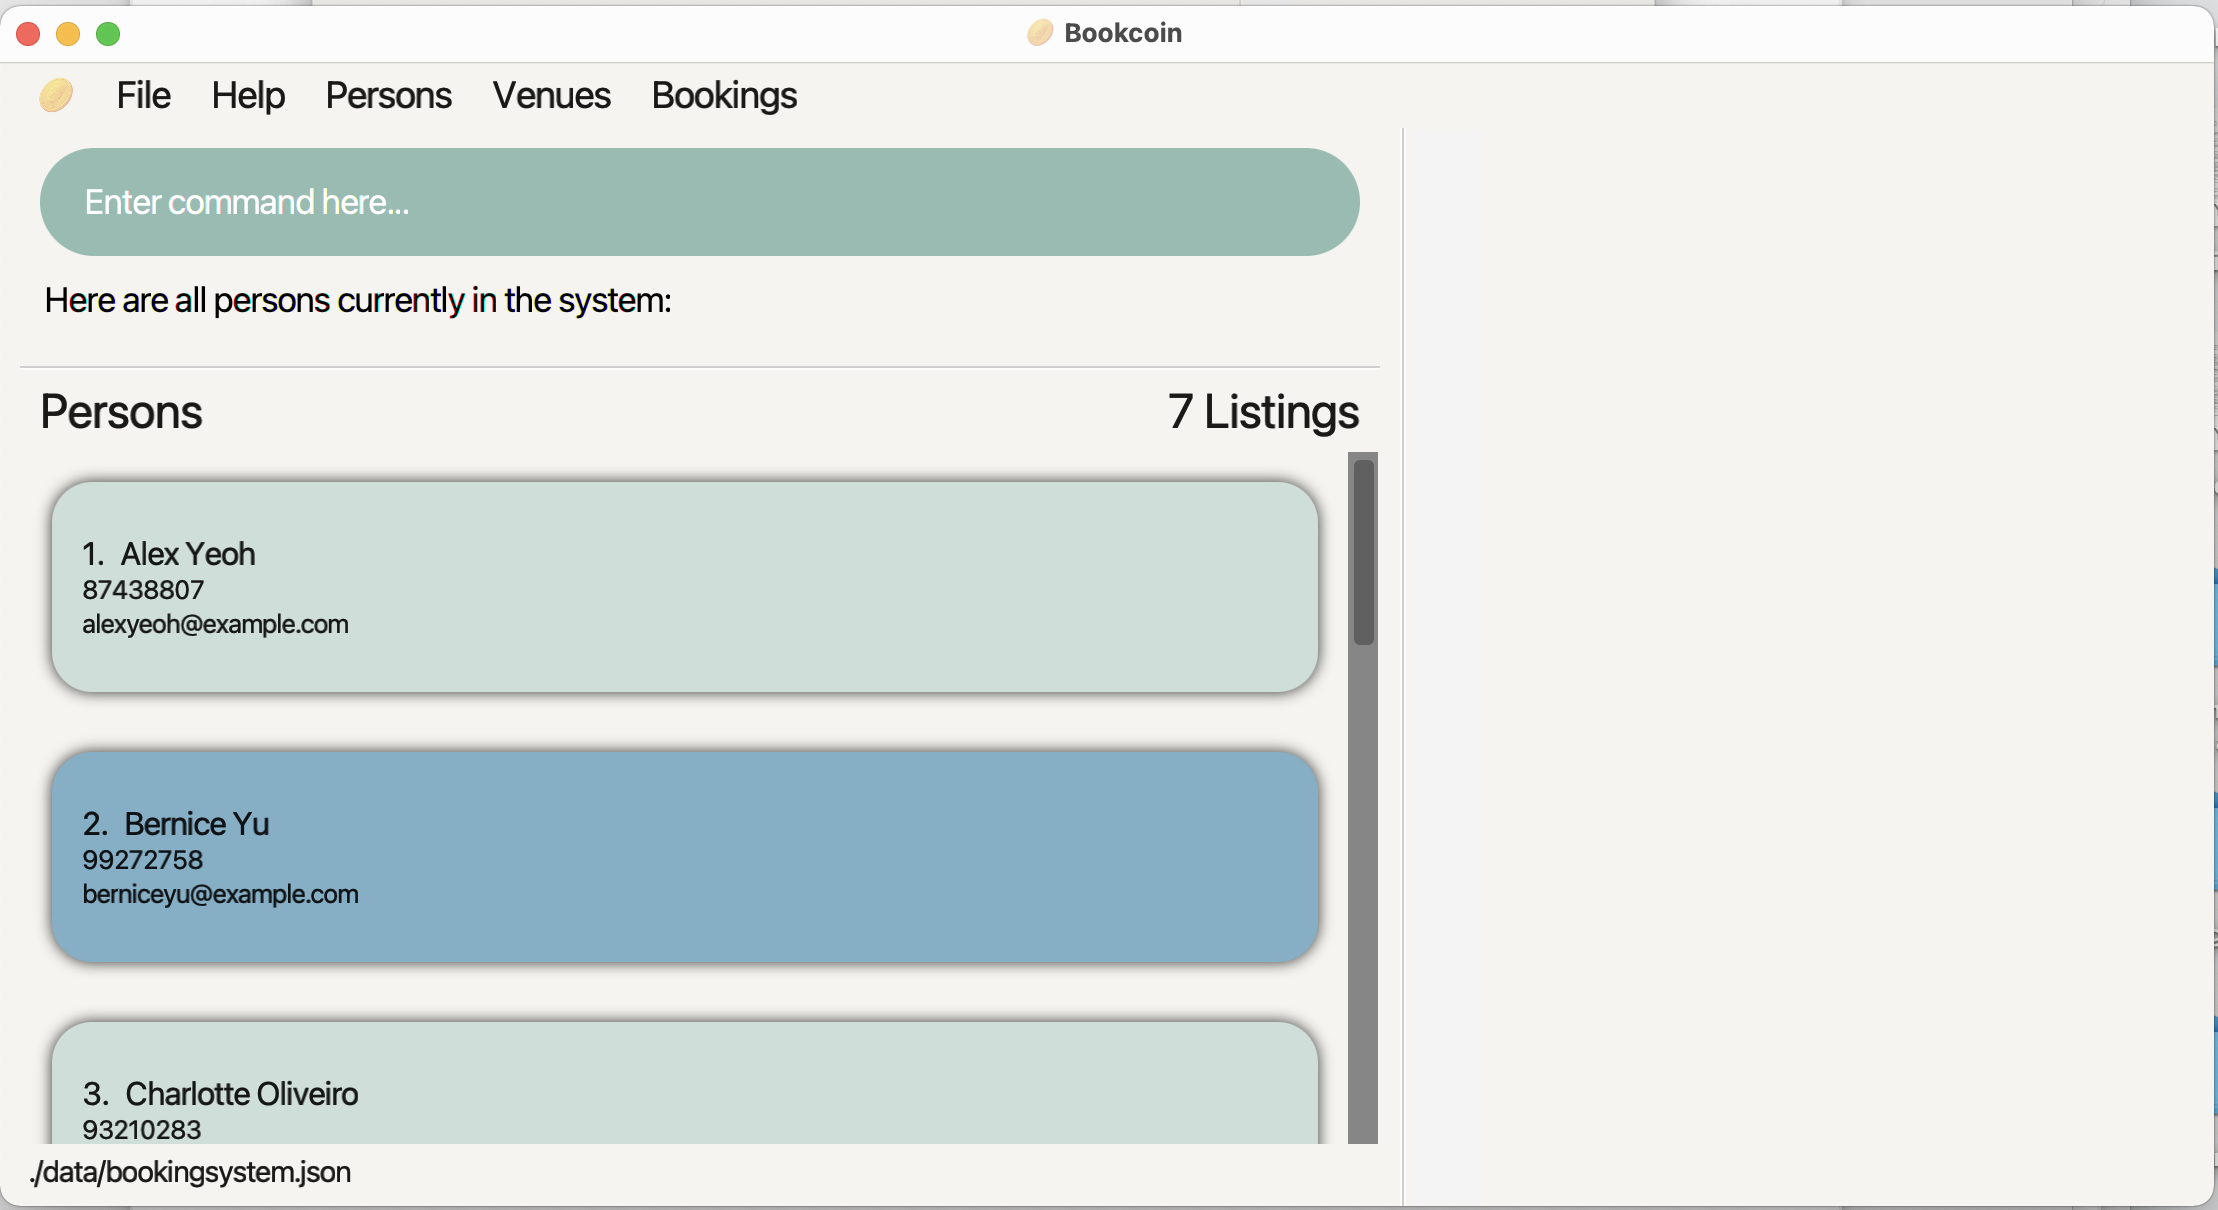 Bookcoin
File Help Persons Venues Bookings
Enter command here...
Here are all persons currently in the system:
Persons 7 Listings
1. Alex Yeoh
87438807
alexyeoh@example.com
2. Bernice Yu
99272758
berniceyu@example.com
3. Charlotte Oliveiro
93210283
./data/bookingsystem.json